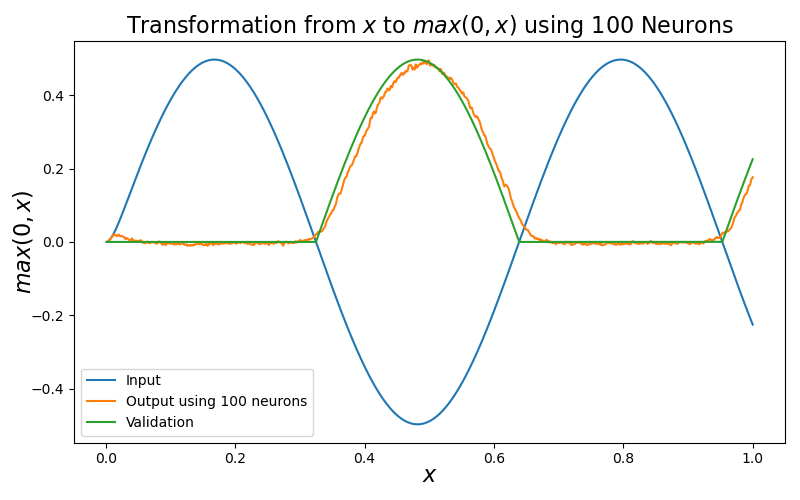 Transformation from x to max(0, x) using 100 Neurons
max(0, x)
0.4
0.2
0.0
−0.2
−0.4
Input
Output using 100 neurons
Validation
0.0 0.2 0.4 0.6 0.8 1.0
x